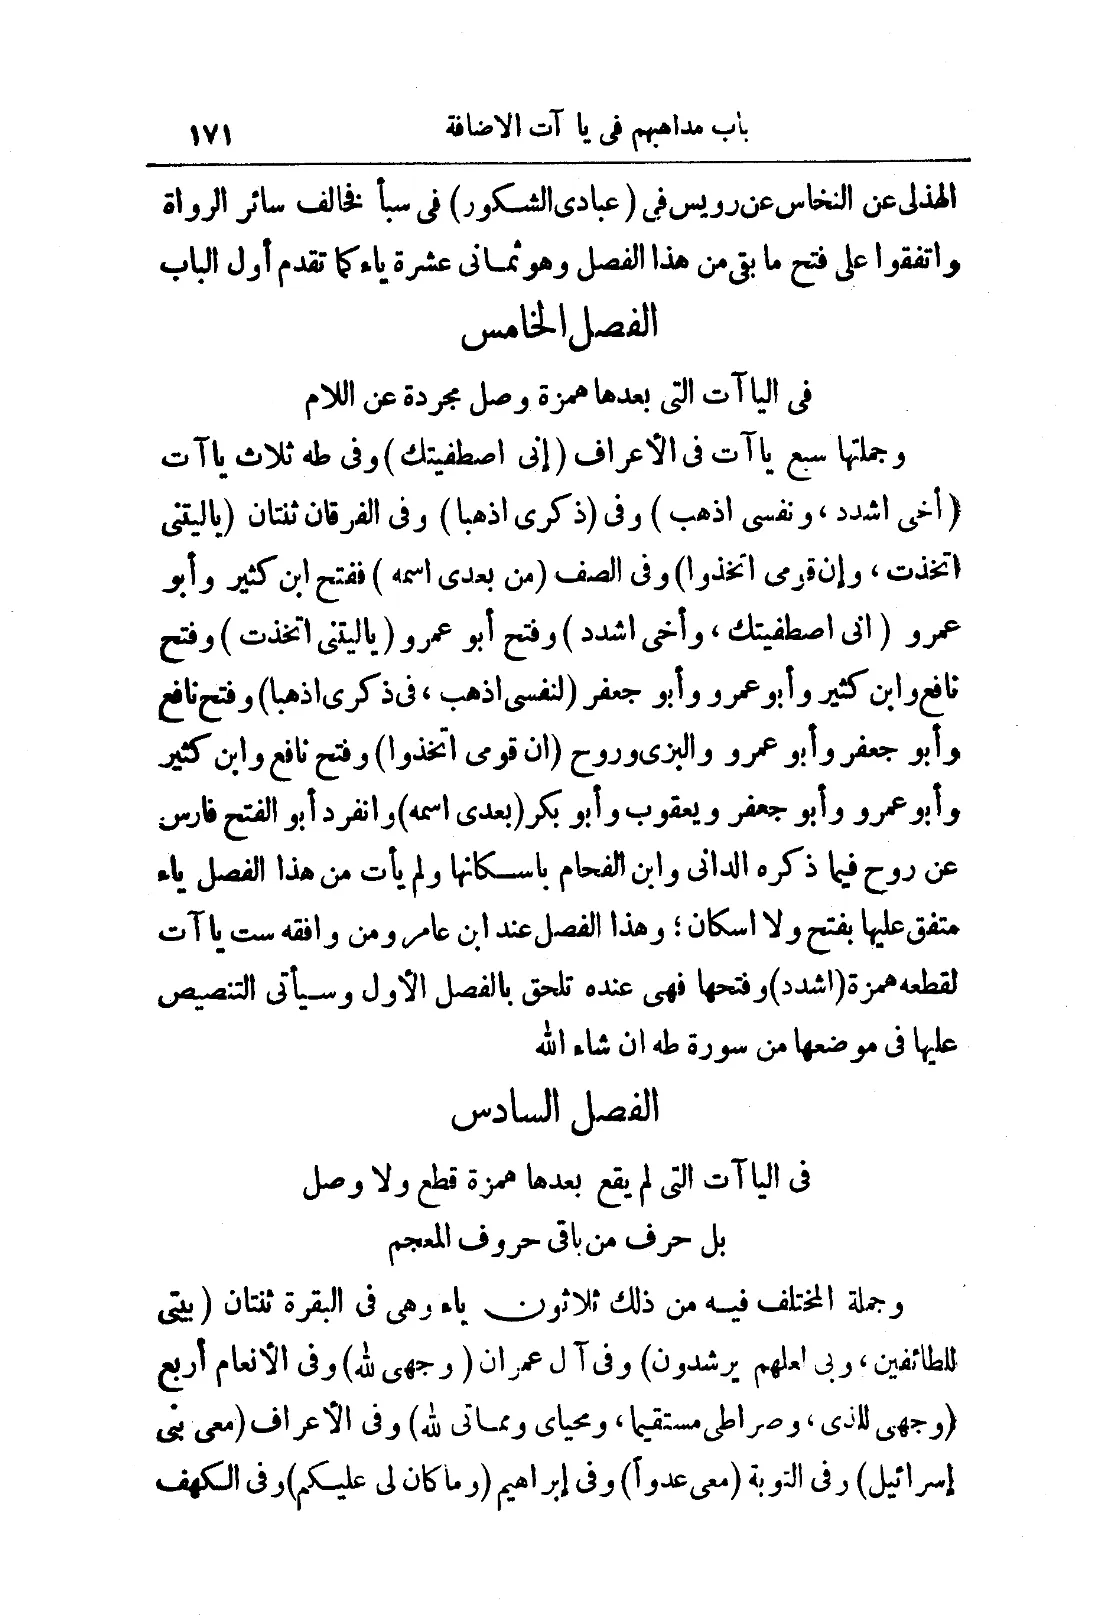 باب مذاهبهم فى يا آت الاضافة ١٧١
الهذلى عن النخاس عن رويس فى (عبادى الشكور) فى سبأ فخالف سائر الرواة
واتفقوا على فتح ما بقى من هذا الفصل وهو ثمانى عشرة ياء كما تقدم أول الباب
الفصل الخامس
فى اليا آت التى بعدها همزة وصل مجردة عن اللام
وجملتها سبع يا آت فى الأعراف (إنى اصطفيتك) وفى طه ثلاث يا آت
(أخى اشدد، ونفسى اذهب) وفى (ذكرى اذهبا) وفى الفرقان ثنتان (ياليتنى
اتخذت، وإن قومى اتخذوا) وفى الصف (من بعدى اسمه) ففتح ابن كثير وأبو
عمرو (انى اصطفيتك، وأخى اشدد) وفتح أبو عمرو (ياليتنى اتخذت) وفتح
نافع وابن كثير وأبو عمرو وأبو جعفر (لنفسى اذهب، فى ذكرى اذهبا) وفتح نافع
وأبو جعفر وأبو عمرو والبزى وروح (ان قومى اتخذوا) وفتح نافع وابن كثير
وأبو عمرو وأبو جعفر ويعقوب وأبو بكر (بعدى اسمه) وانفرد أبو الفتح فارس
عن روح فيما ذكره الدانى وابن الفحام باسكانها ولم يأت من هذا الفصل ياء
متفق عليها بفتح ولا اسكان؛ وهذا الفصل عند ابن عامر ومن وافقه ست يا آت
لقطعه همزة (اشدد) وفتحها فهى عنده تلحق بالفصل الأول وسيأتى التنصيص
عليها فى موضعها من سورة طه ان شاء الله
الفصل السادس
فى اليا آت التى لم يقع بعدها همزة قطع ولا وصل
بل حرف من باقى حروف المعجم
وجملة المختلف فيه من ذلك ثلاثون ياء وهى فى البقرة ثنتان (بيتى
للطائفين، وبى لعلهم يرشدون) وفى آل عمران (وجهى لله) وفى الأنعام أربع
(وجهى للذى، وصراطى مستقيما، ومحياى ومماتى لله) وفى الأعراف (معى بنى
إسرائيل) وفى التوبة (معى عدواً) وفى إبراهيم (وما كان لى عليكم) وفى الكهف